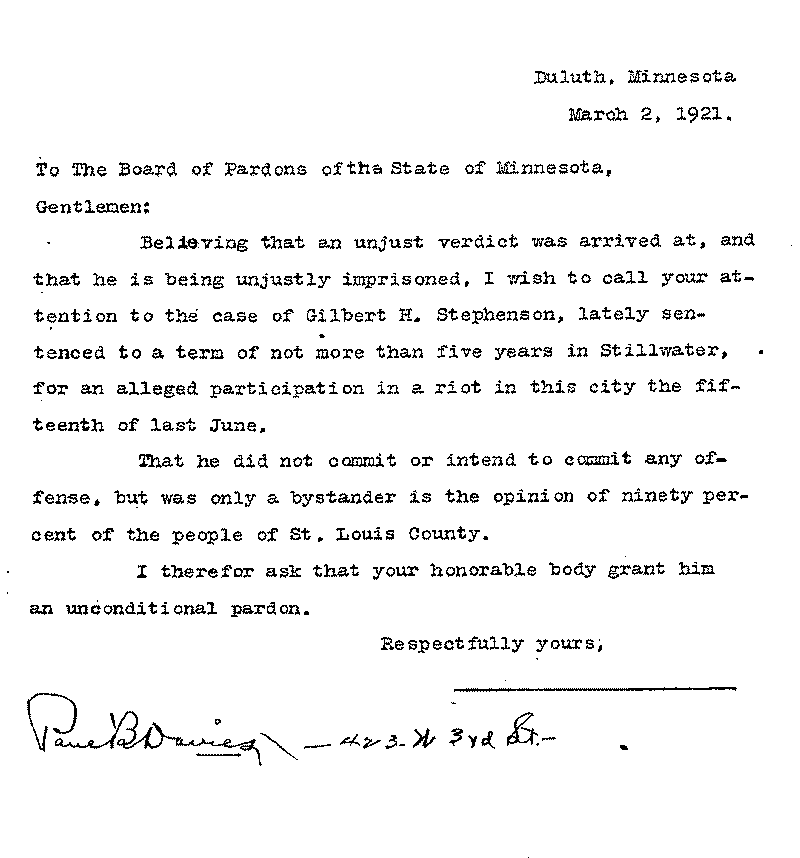 Duluth, Minnesota
March 2, 1921.
To The Board of Pardons ofthe State of Minnesota,
Gentlemen:
Believing that an unjust verdict was arrived at, and
that he is being unjustly imprisoned, I wish to call your at-
tention to the case of Gilbert H. Stephenson, lately sen-
tenced to a term of not more than five years in Stillwater,
for an alleged participation in a riot in this city the fif-
teenth of last June.
That he did not commit or intend to commit any of-
fense, but was only a bystander is the opinion of ninety per-
cent of the people of St. Louis County.
I therefor ask that your honorable body grant him
an unconditional pardon.
Respectfully yours,
B Davies — 423 - W 3rd St.-